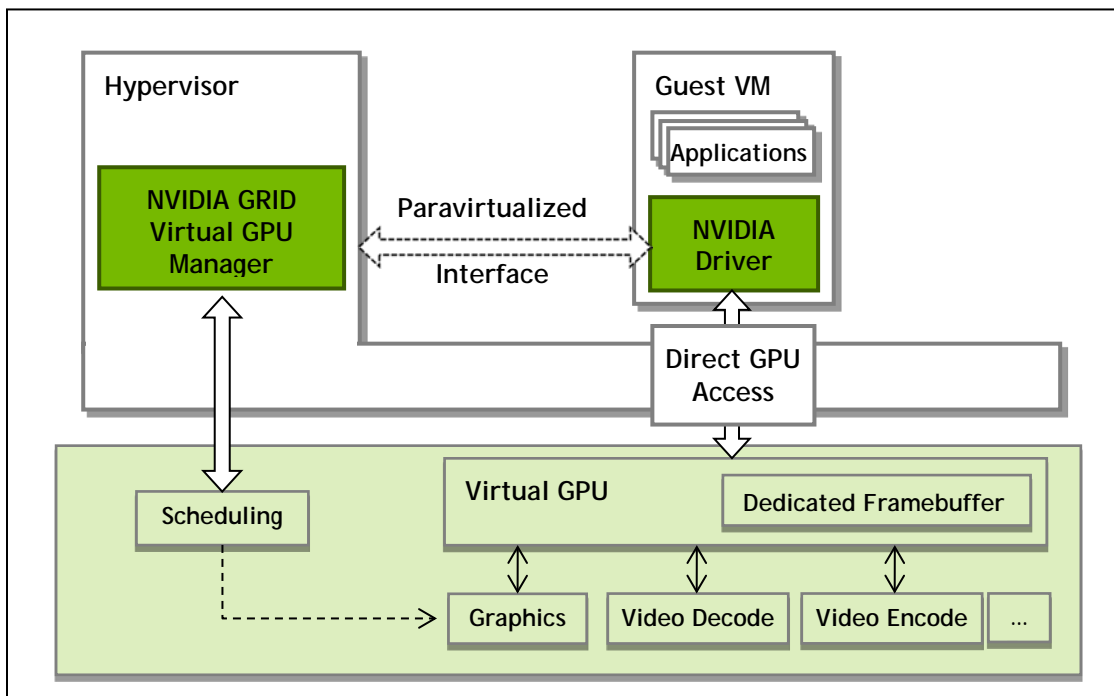 Hypervisor
Guest VM
Applications
NVIDIA GRID
Virtual GPU
Manager
Paravirtualized
Interface
NVIDIA
Driver
Direct GPU
Access
Scheduling
Virtual GPU
Dedicated Framebuffer
Graphics
Video Decode
Video Encode
...